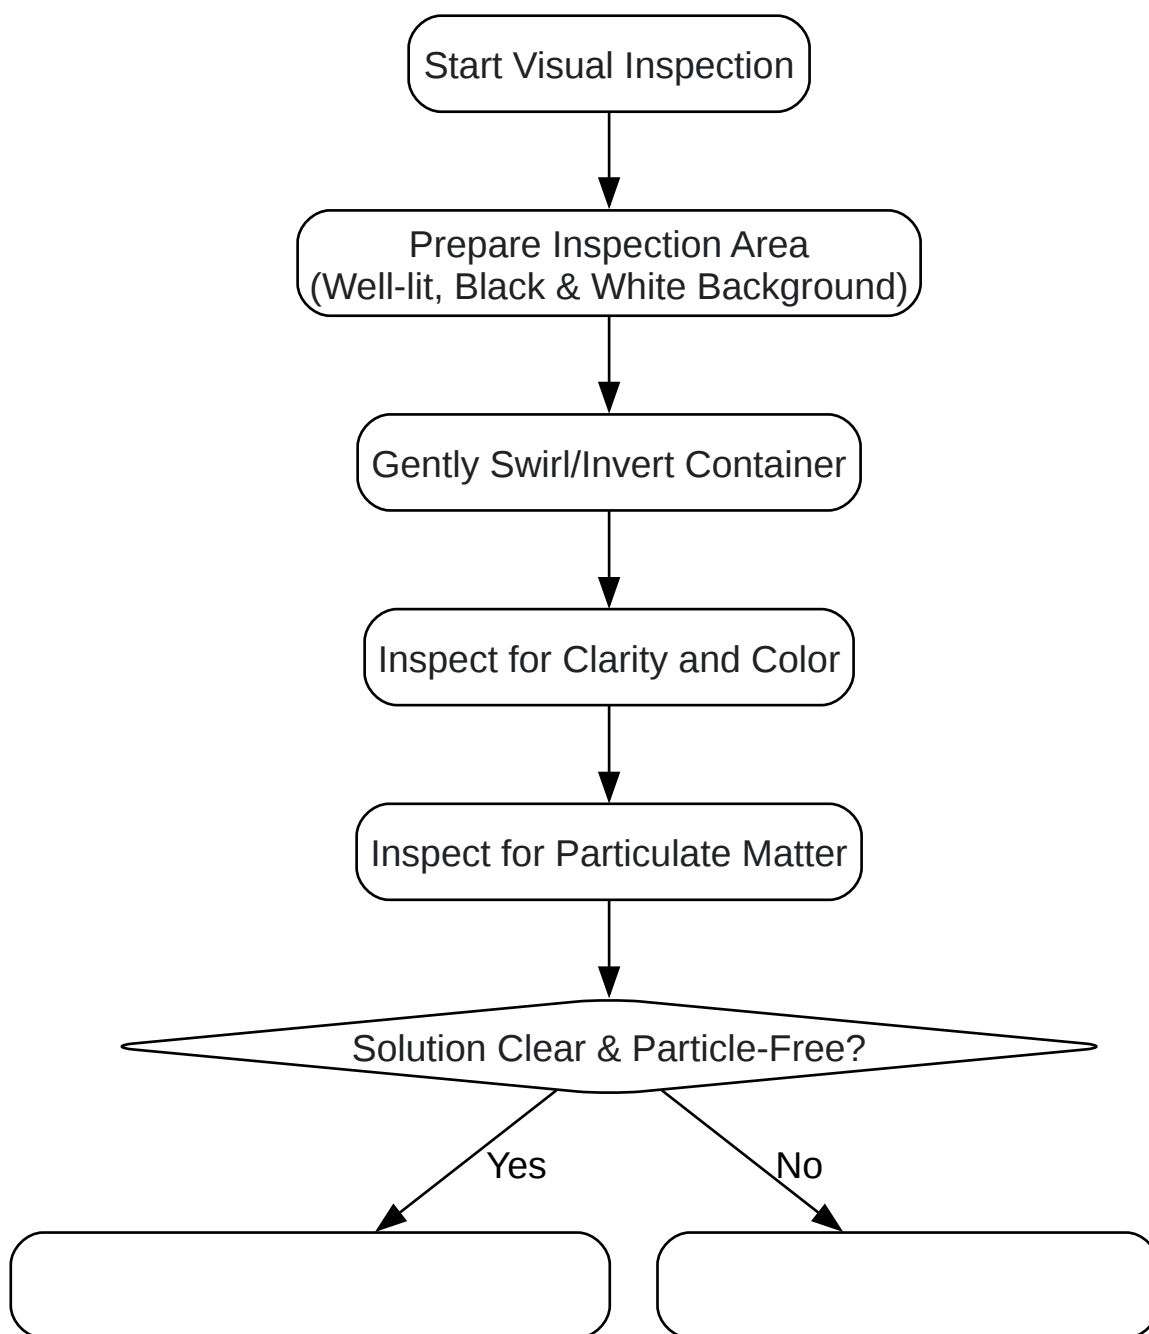 Start Visual Inspection
Prepare Inspection Area
(Well-lit, Black & White Background)
Gently Swirl/Invert Container
Inspect for Clarity and Color
Inspect for Particulate Matter
Solution Clear & Particle-Free?
Yes
No